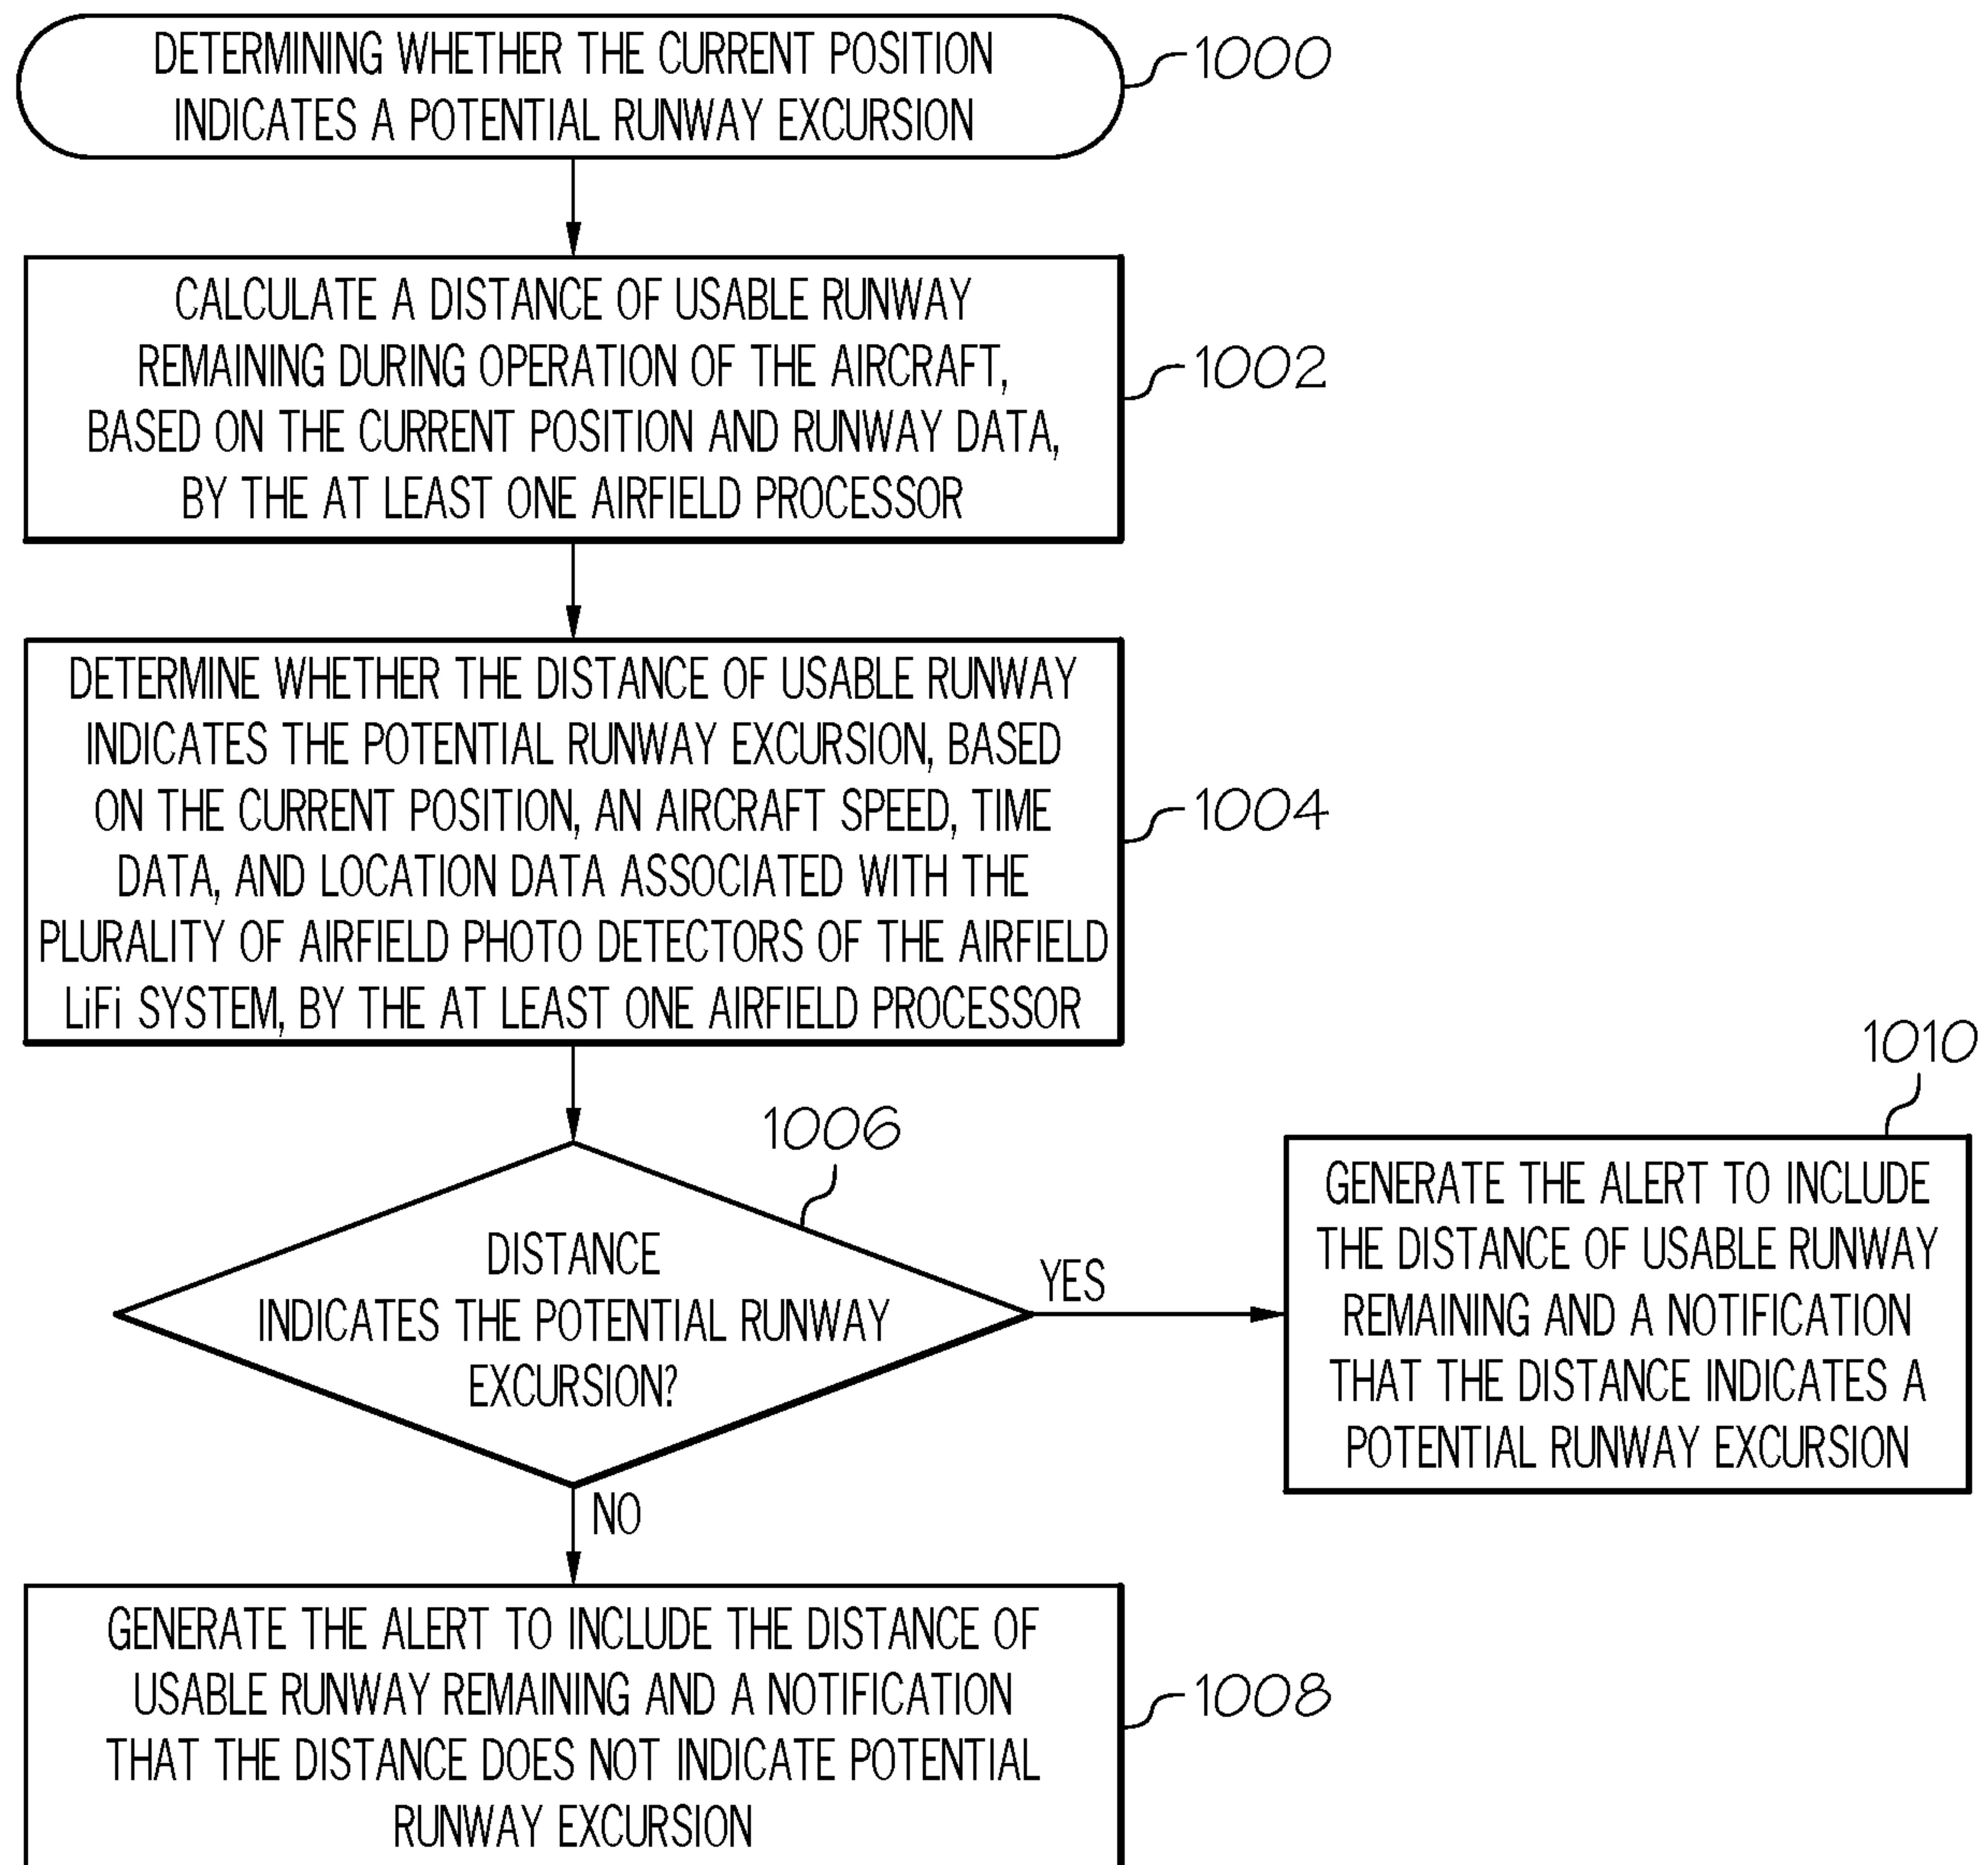 DETERMINING WHETHER THE CURRENT POSITION
INDICATES A POTENTIAL RUNWAY EXCURSION
1000
CALCULATE A DISTANCE OF USABLE RUNWAY
REMAINING DURING OPERATION OF THE AIRCRAFT,
BASED ON THE CURRENT POSITION AND RUNWAY DATA,
BY THE AT LEAST ONE AIRFIELD PROCESSOR
1002
DETERMINE WHETHER THE DISTANCE OF USABLE RUNWAY
INDICATES THE POTENTIAL RUNWAY EXCURSION, BASED
ON THE CURRENT POSITION, AN AIRCRAFT SPEED, TIME
DATA, AND LOCATION DATA ASSOCIATED WITH THE
PLURALITY OF AIRFIELD PHOTO DETECTORS OF THE AIRFIELD
LiFi SYSTEM, BY THE AT LEAST ONE AIRFIELD PROCESSOR
1004
1006
DISTANCE
INDICATES THE POTENTIAL RUNWAY
EXCURSION?
YES
1010
GENERATE THE ALERT TO INCLUDE
THE DISTANCE OF USABLE RUNWAY
REMAINING AND A NOTIFICATION
THAT THE DISTANCE INDICATES A
POTENTIAL RUNWAY EXCURSION
NO
GENERATE THE ALERT TO INCLUDE THE DISTANCE OF
USABLE RUNWAY REMAINING AND A NOTIFICATION
THAT THE DISTANCE DOES NOT INDICATE POTENTIAL
RUNWAY EXCURSION
1008